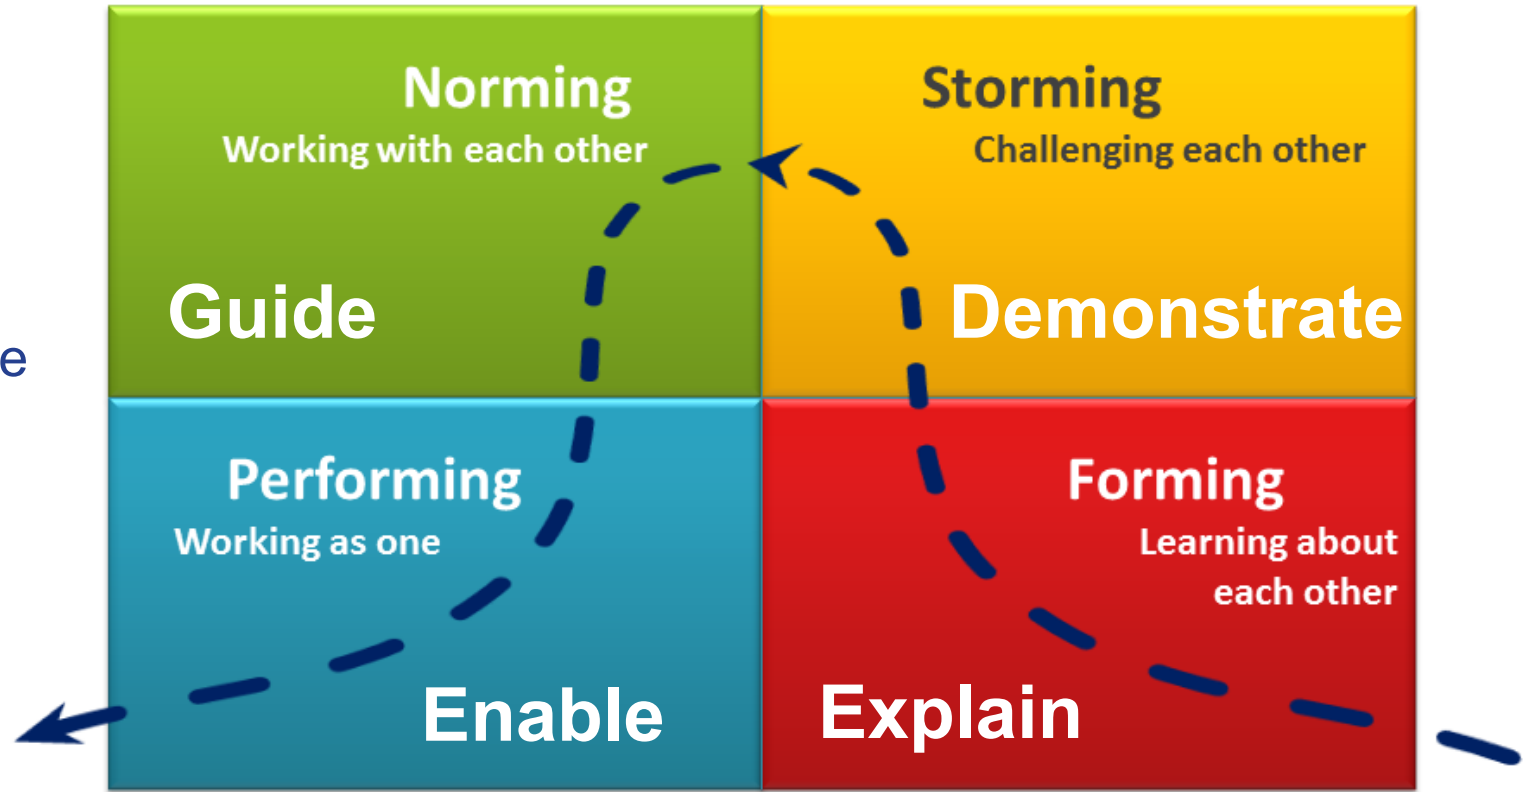 Norming
Working with each other
Guide
Storming
Challenging each other
Demonstrate
e
Performing
Working as one
Enable
Forming
Learning about
each other
Explain